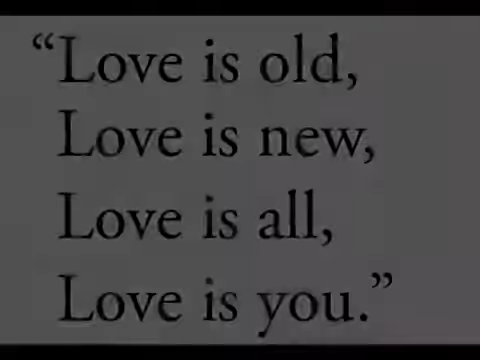 “Love is old,
Love is new,
Love is all,
Love is you.”